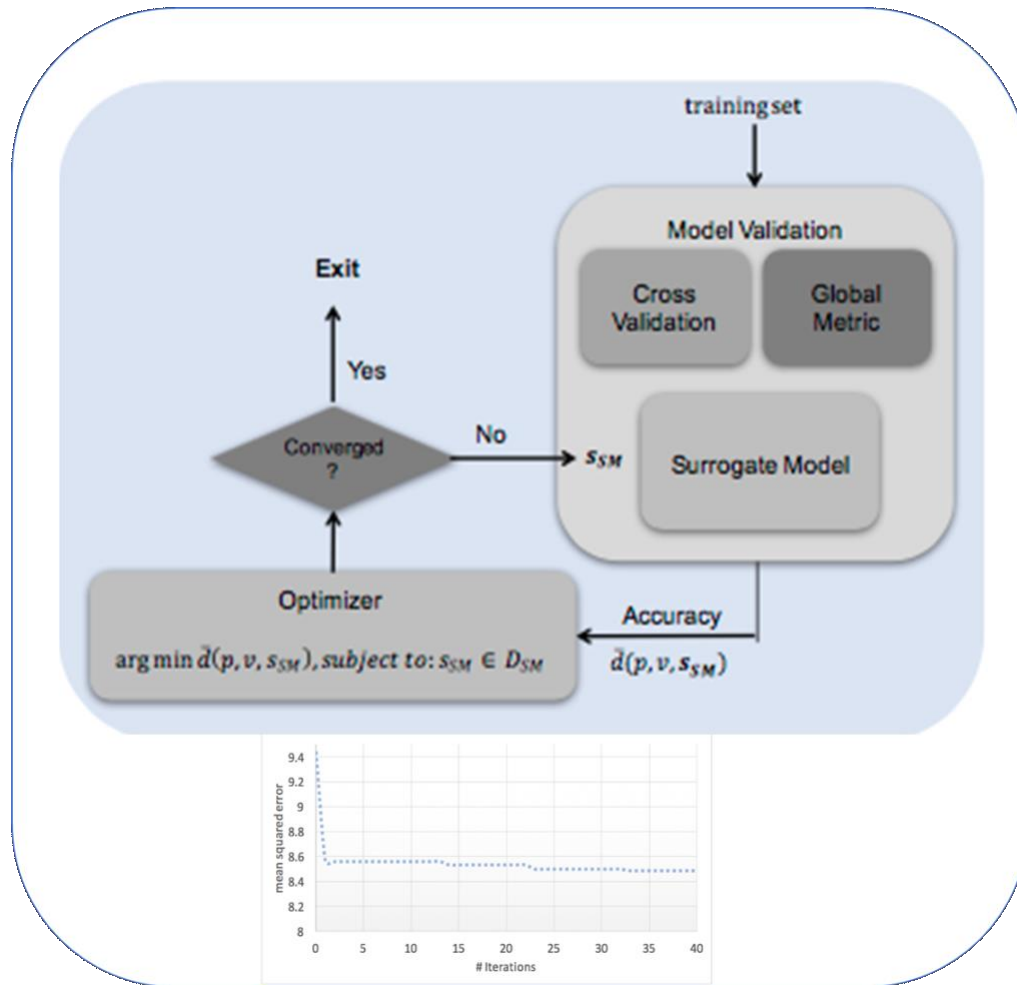 training set
Model Validation
Cross
Validation
Global
Metric
Exit
Yes
Converged
?
No
s_SM
Surrogate Model
Optimizer
arg min d̄(p, v, s_SM), subject to: s_SM ∈ D_SM
Accuracy
d̄(p, v, s_SM)
9.4
9.2
9
8.8
8.6
8.4
8.2
8
mean squared error
0 5 10 15 20 25 30 35 40
# Iterations